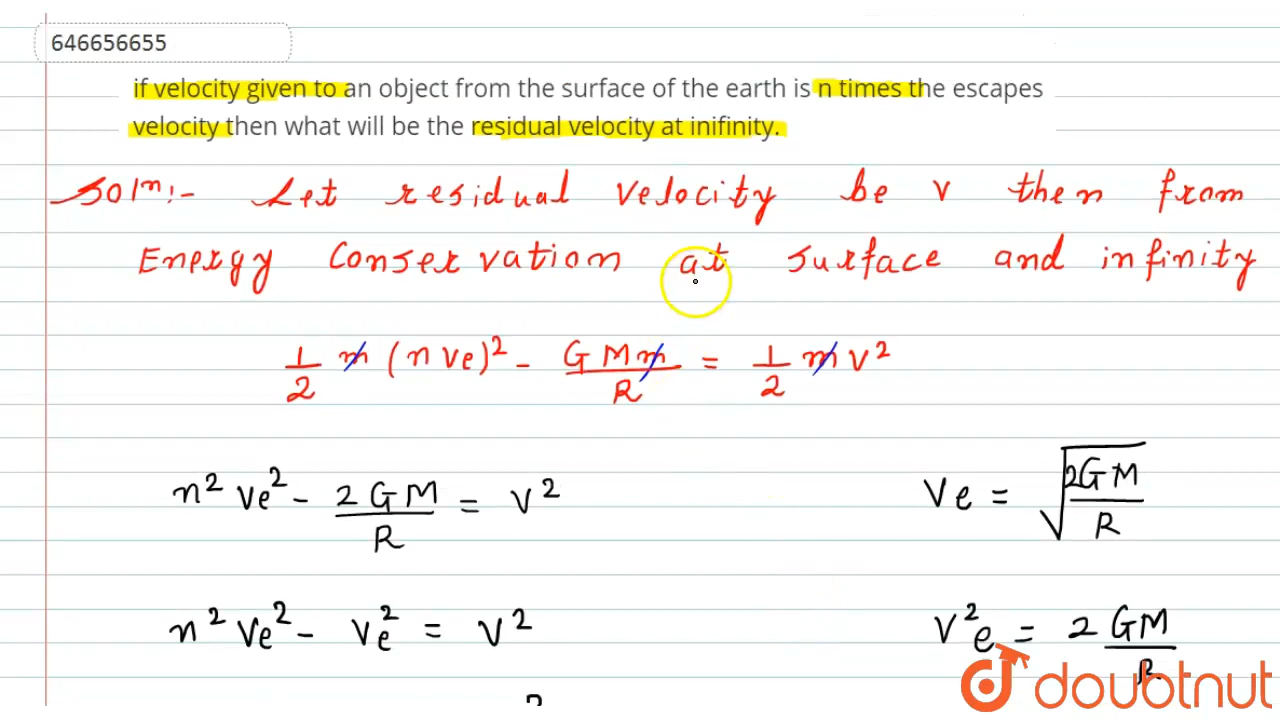 646656655
if velocity given to an object from the surface of the earth is n times the escapes
velocity then what will be the residual velocity at inifinity.
Solⁿ:- Let residual velocity be v then from
Energy Conservation at surface and infinity
1/2 m (n ve)² - GMm/R = 1/2 m v²
n² ve² - 2GM/R = v²
ve = √(2GM/R)
n² ve² - ve² = v²
v²e = 2GM/R
2
doubtnut